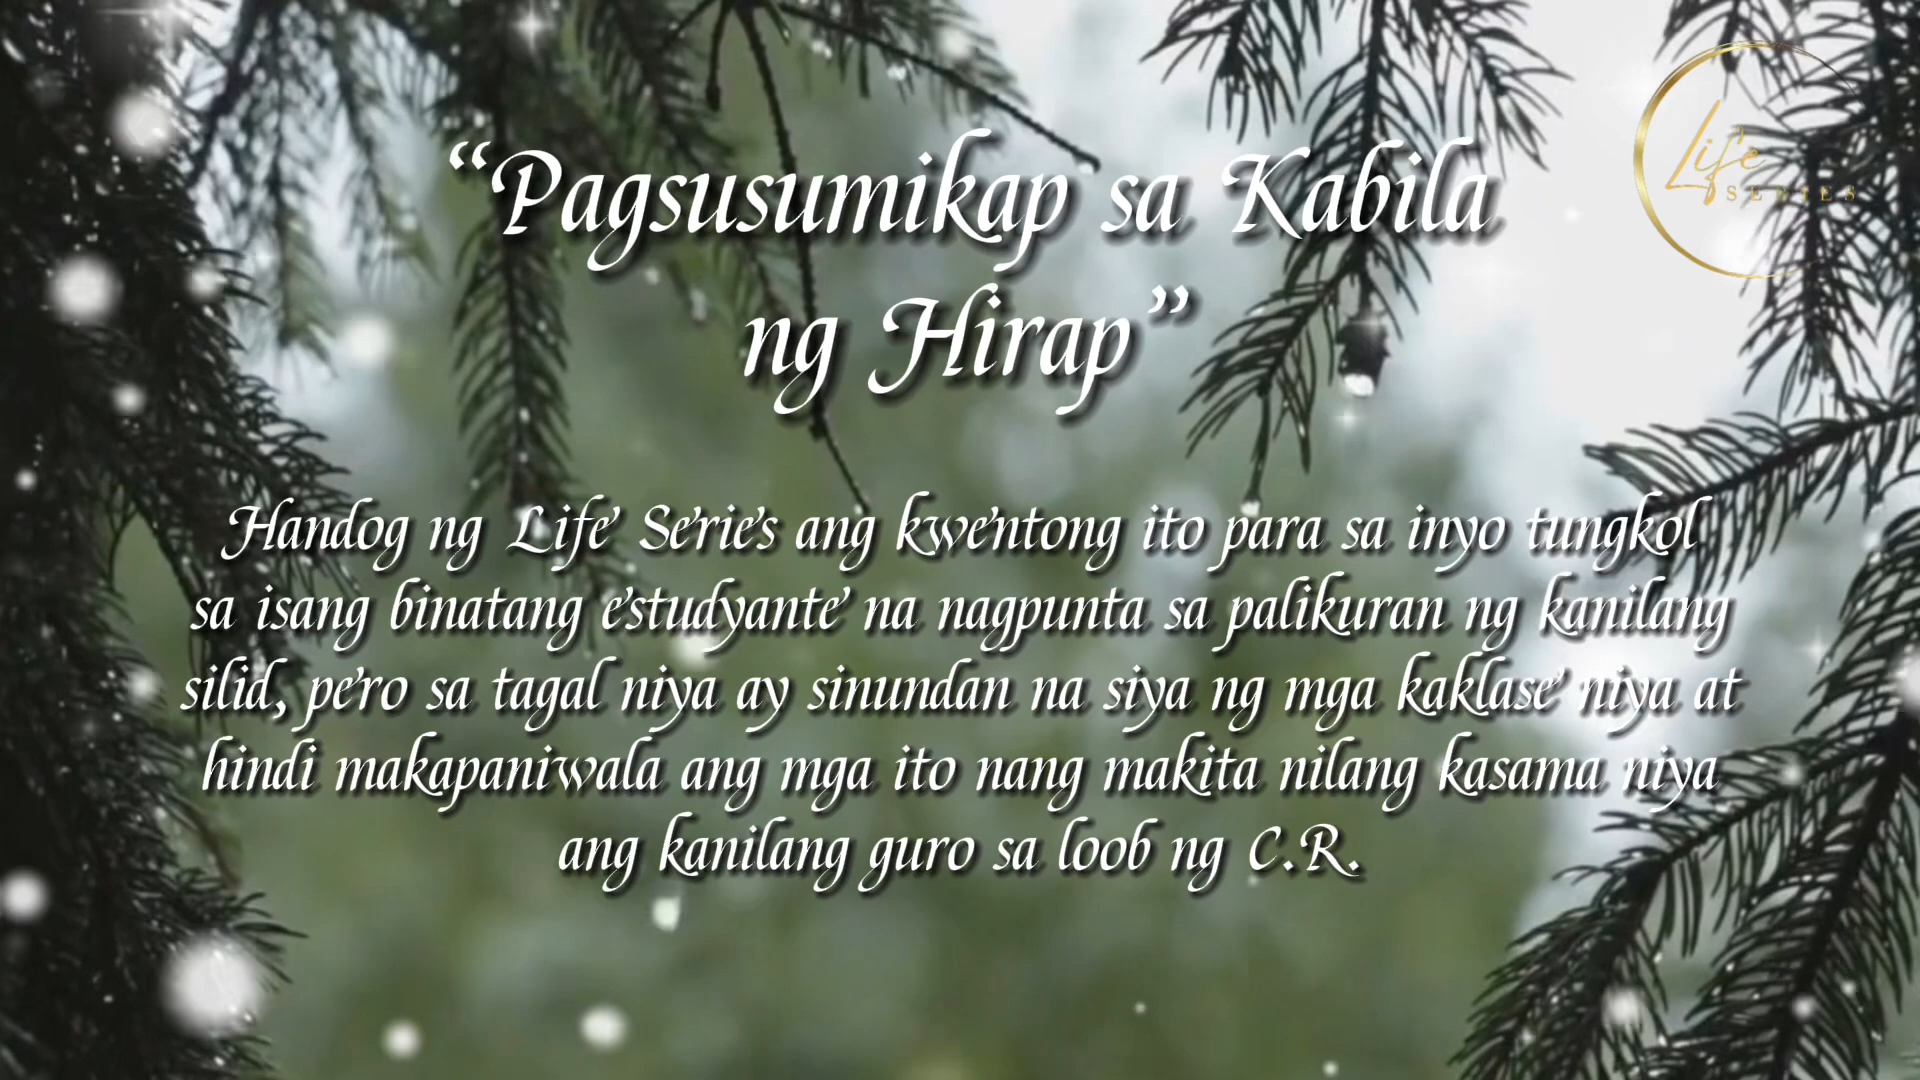 “Pagsusumikap sa Kabila
ng Hirap”
Life
SERIES
Handog ng Life Series ang kwentong ito para sa inyo tungkol
sa isang binatang estudyante na nagpunta sa palikuran ng kanilang
silid, pero sa tagal niya ay sinundan na siya ng mga kaklase niya at
hindi makapaniwala ang mga ito nang makita nilang kasama niya
ang kanilang guro sa loob ng C.R.